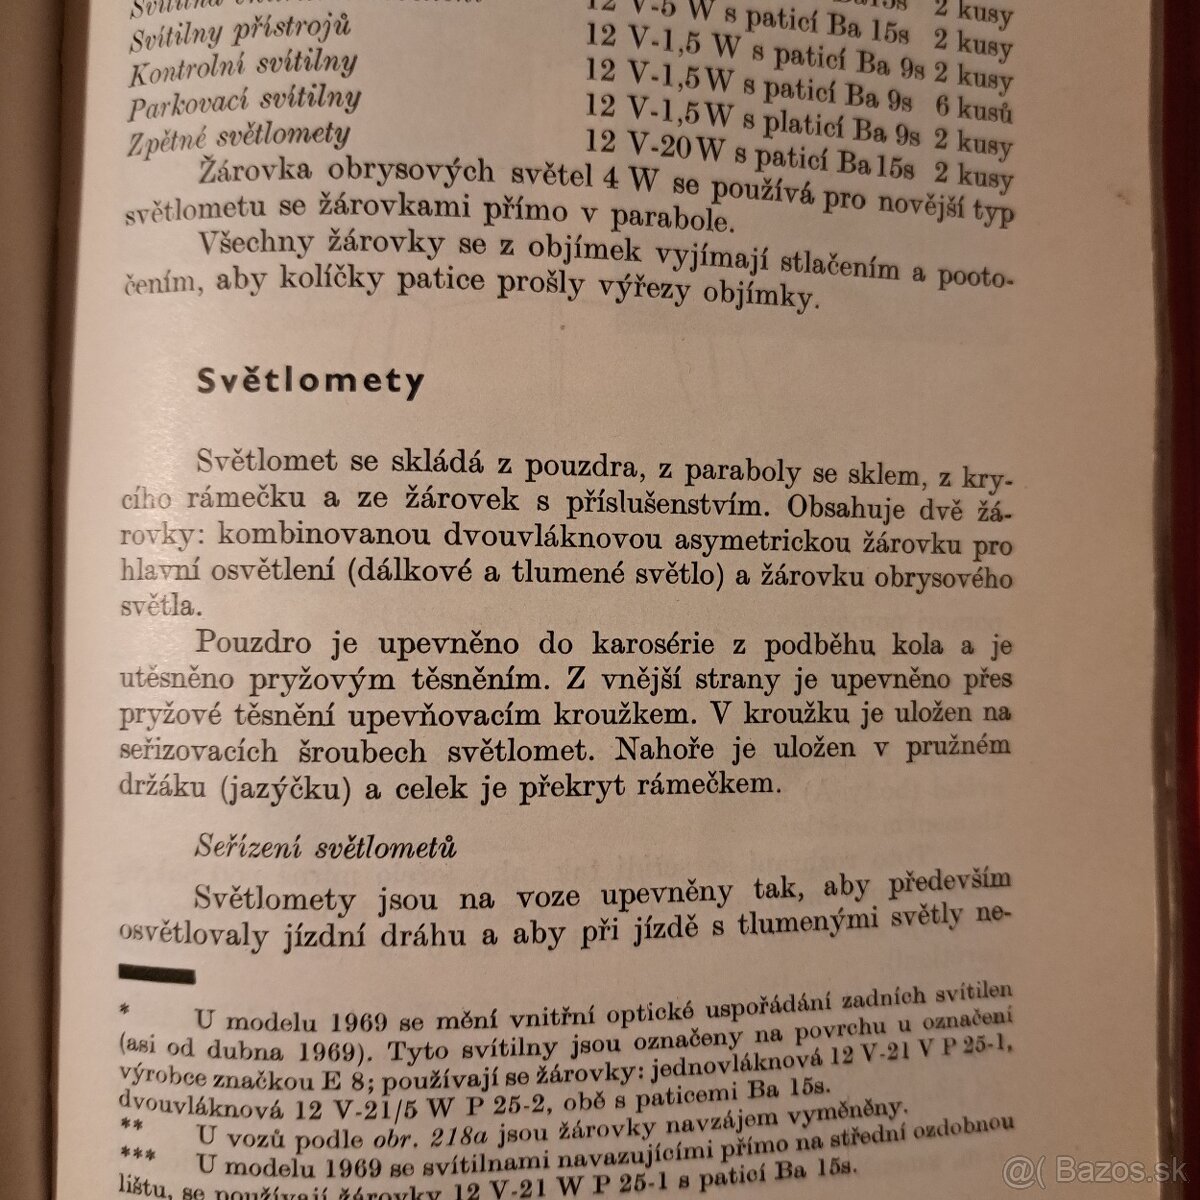 Svítilny přístrojů 12 V-5 W s paticí Ba 15s 2 kusy
Kontrolní svítilny 12 V-1,5 W s paticí Ba 9s 2 kusy
Parkovací svítilny 12 V-1,5 W s paticí Ba 9s 6 kusů
Zpětné světlomety 12 V-1,5 W s platicí Ba 9s 2 kusy
12 V-20 W s paticí Ba 15s 2 kusy
Žárovka obrysových světel 4 W se používá pro novější typ
světlometu se žárovkami přímo v parabole.
Všechny žárovky se z objímek vyjímají stlačením a pooto-
čením, aby kolíčky patice prošly výřezy objímky.
Světlomety
Světlomet se skládá z pouzdra, z paraboly se sklem, z kry-
cího rámečku a ze žárovek s příslušenstvím. Obsahuje dvě žá-
rovky: kombinovanou dvouvláknovou asymetrickou žárovku pro
hlavní osvětlení (dálkové a tlumené světlo) a žárovku obrysového
světla.
Pouzdro je upevněno do karosérie z podběhu kola a je
utěsněno pryžovým těsněním. Z vnější strany je upevněno přes
pryžové těsnění upevňovacím kroužkem. V kroužku je uložen na
seřizovacích šroubech světlomet. Nahoře je uložen v pružném
držáku (jazýčku) a celek je překryt rámečkem.
Seřízení světlometů
Světlomety jsou na voze upevněny tak, aby především
osvětlovaly jízdní dráhu a aby při jízdě s tlumenými světly ne-
* U modelu 1969 se mění vnitřní optické uspořádání zadních svítilen
(asi od dubna 1969). Tyto svítilny jsou označeny na povrchu u označení
výrobce značkou E 8; používají se žárovky: jednovláknová 12 V-21 V P 25-1,
dvouvláknová 12 V-21/5 W P 25-2, obě s paticemi Ba 15s.
** U vozů podle obr. 218a jsou žárovky navzájem vyměněny.
*** U modelu 1969 se svítilnami navazujícími přímo na střední ozdobnou
lištu, se používají žárovky 12 V-21 W P 25-1 s paticí Ba 15s.
@( Bazos.sk